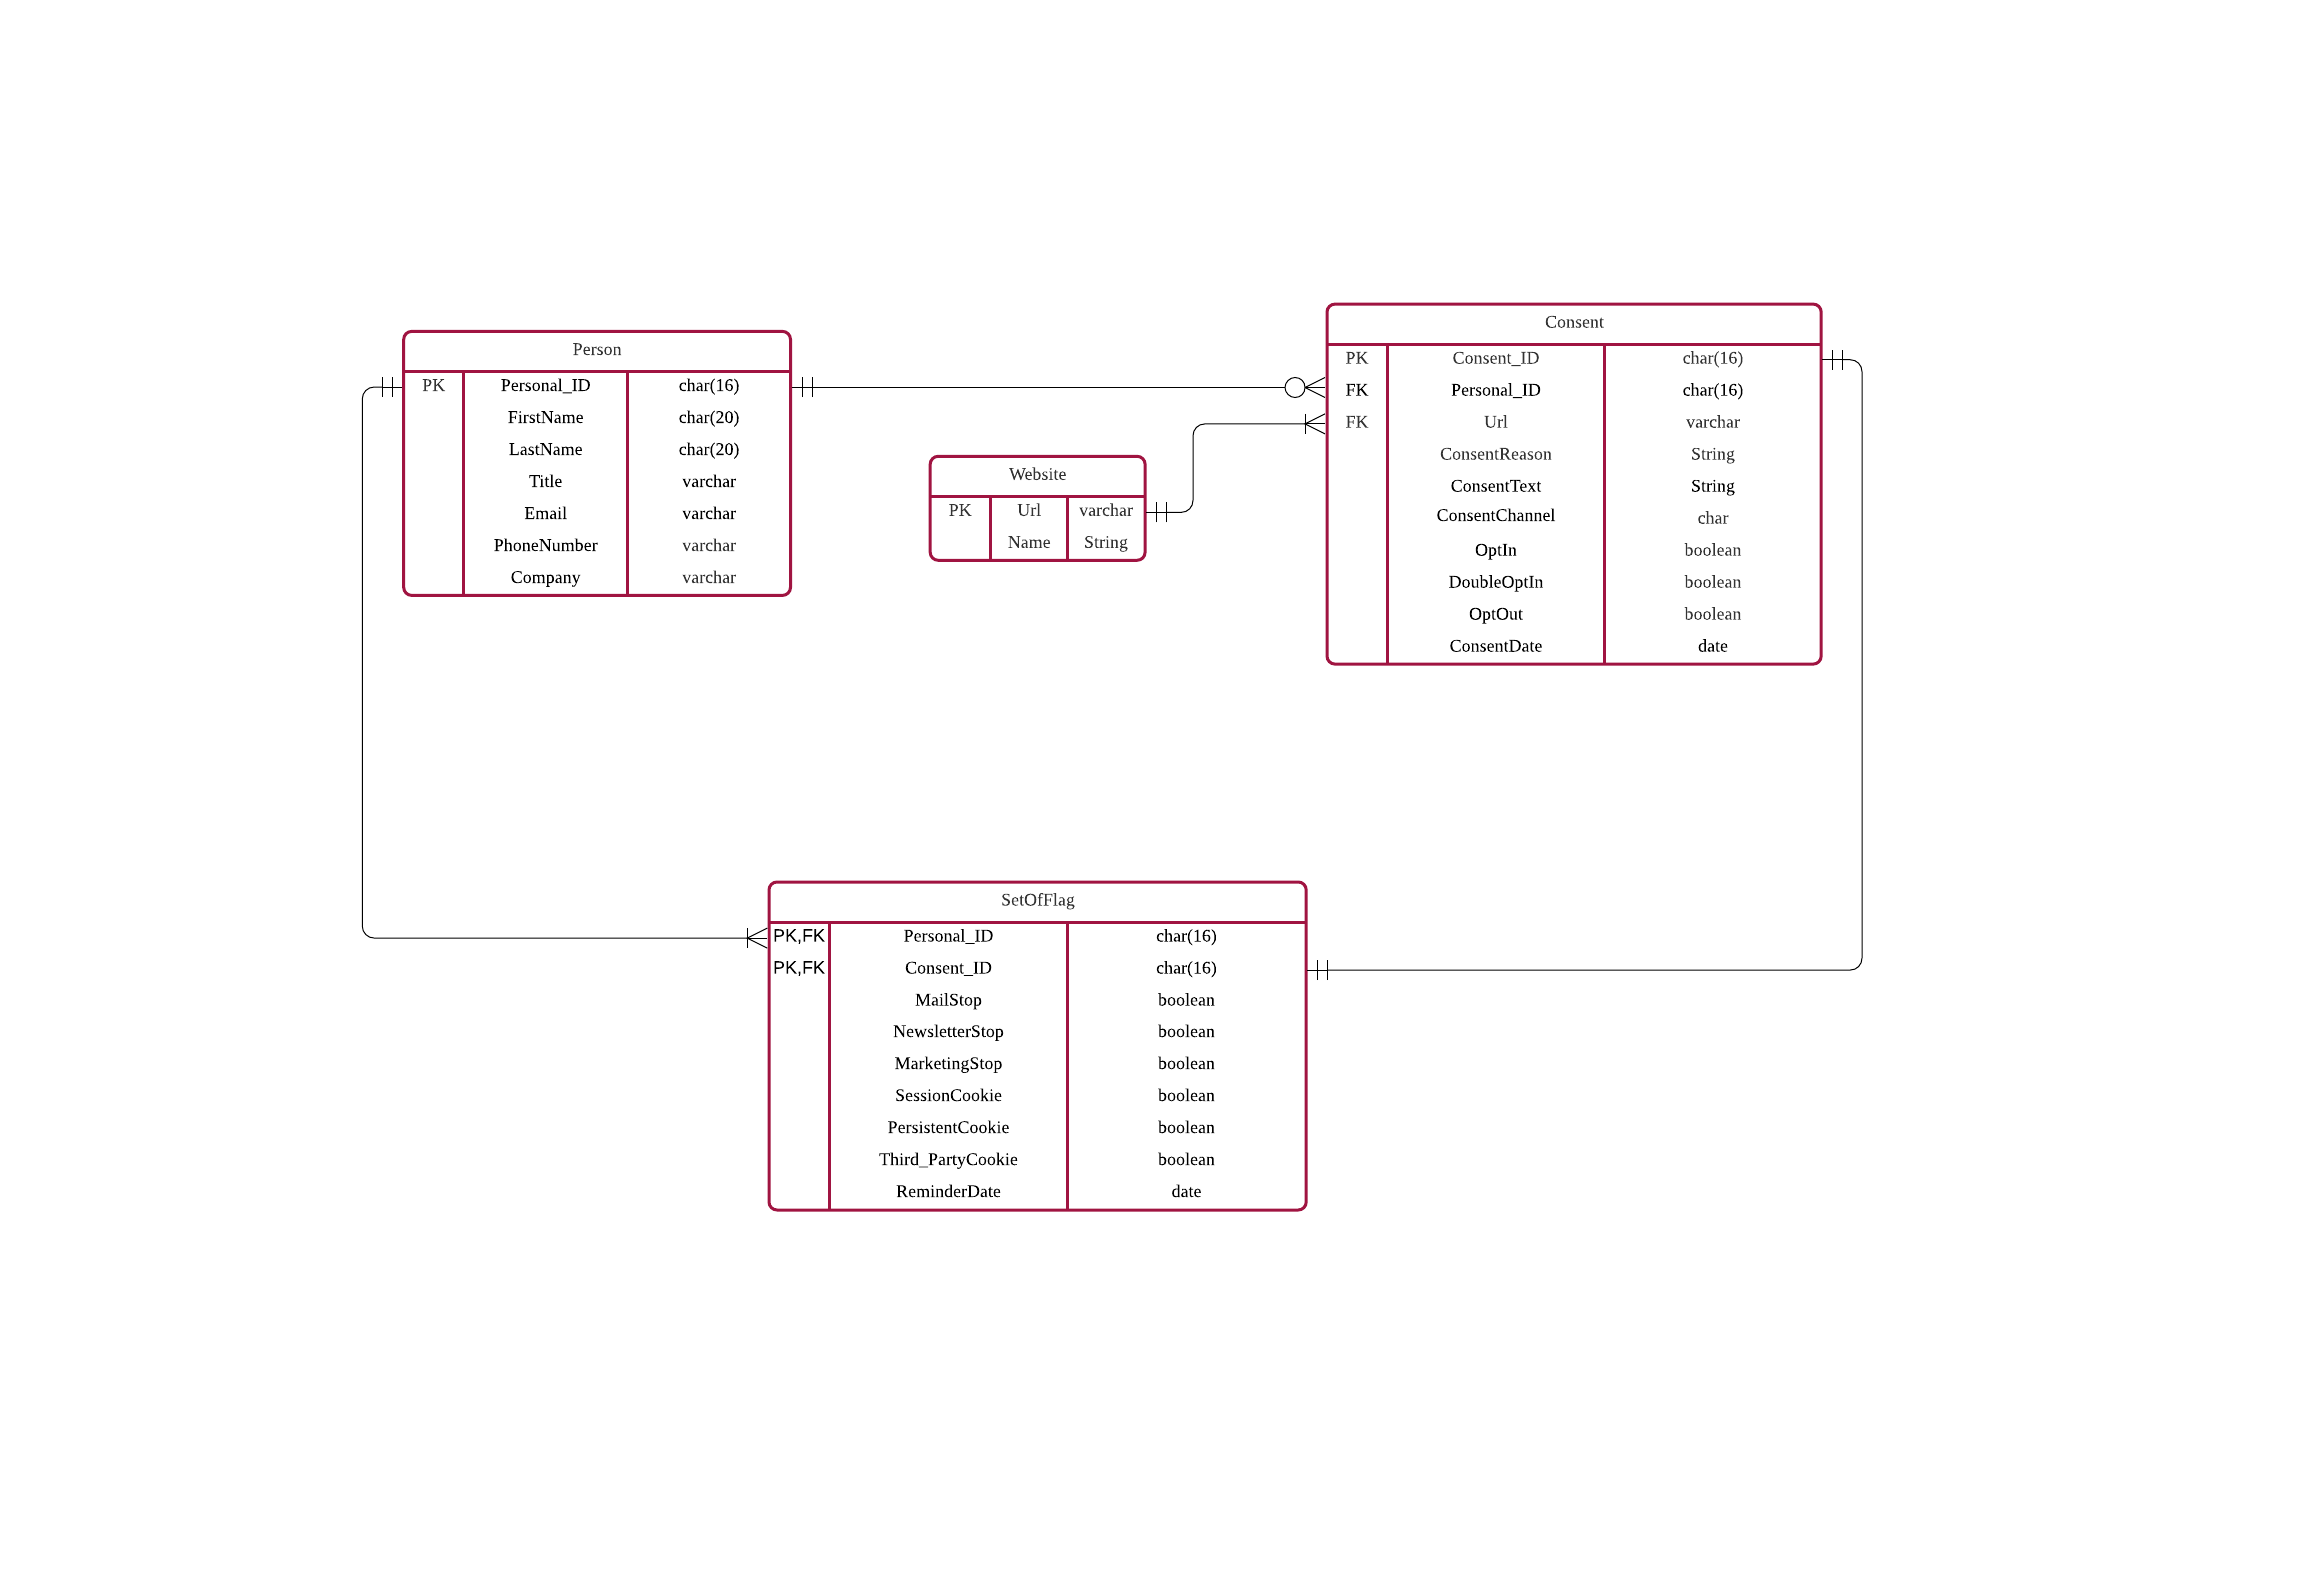 Person
PK Personal_ID char(16)
FirstName char(20)
LastName char(20)
Title varchar
Email varchar
PhoneNumber varchar
Company varchar
Website
PK Url varchar
Name String
Consent
PK Consent_ID char(16)
FK Personal_ID char(16)
FK Url varchar
ConsentReason String
ConsentText String
ConsentChannel char
OptIn boolean
DoubleOptIn boolean
OptOut boolean
ConsentDate date
SetOfFlag
PK,FK Personal_ID char(16)
PK,FK Consent_ID char(16)
MailStop boolean
NewsletterStop boolean
MarketingStop boolean
SessionCookie boolean
PersistentCookie boolean
Third_PartyCookie boolean
ReminderDate date